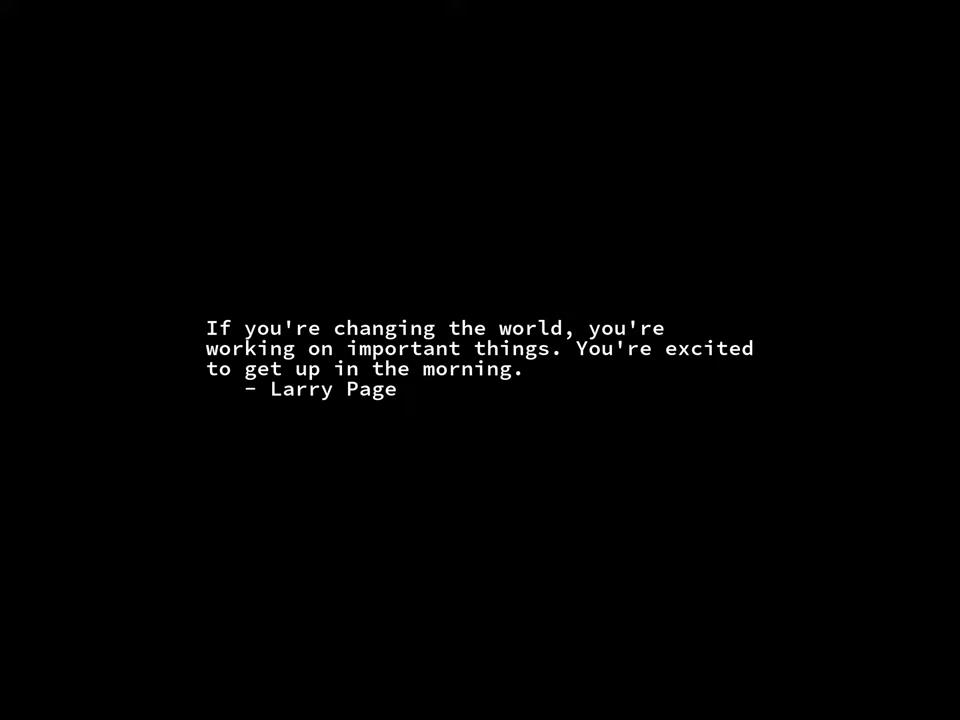 If you're changing the world, you're
working on important things. You're excited
to get up in the morning.
- Larry Page